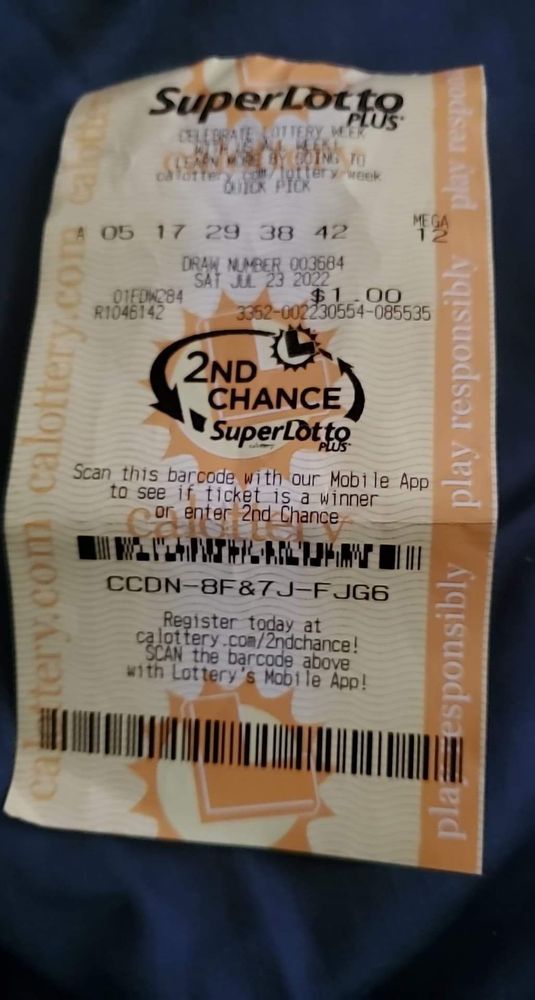 SuperLotto
PLUS
CELEBRATE LOTTERY WEEK
WITH US ALL WEEK!
LEARN MORE BY GOING TO
calottery.com/lottery-week
QUICK PICK
A 05 17 29 38 42
MEGA
12
DRAW NUMBER 003684
SAT JUL 23 2022
$1.00
R1046142
3352-002230554-085535
2ND
CHANCE
SuperLotto
PLUS
Scan this barcode with our Mobile App
to see if ticket is a winner
or enter 2nd Chance
calottery
CCDN-8F&7J-FJG6
Register today at
calottery.com/2ndchance!
SCAN the barcode above
with Lottery's Mobile App!
calottery.com calottery.com
play responsibly play responsibly